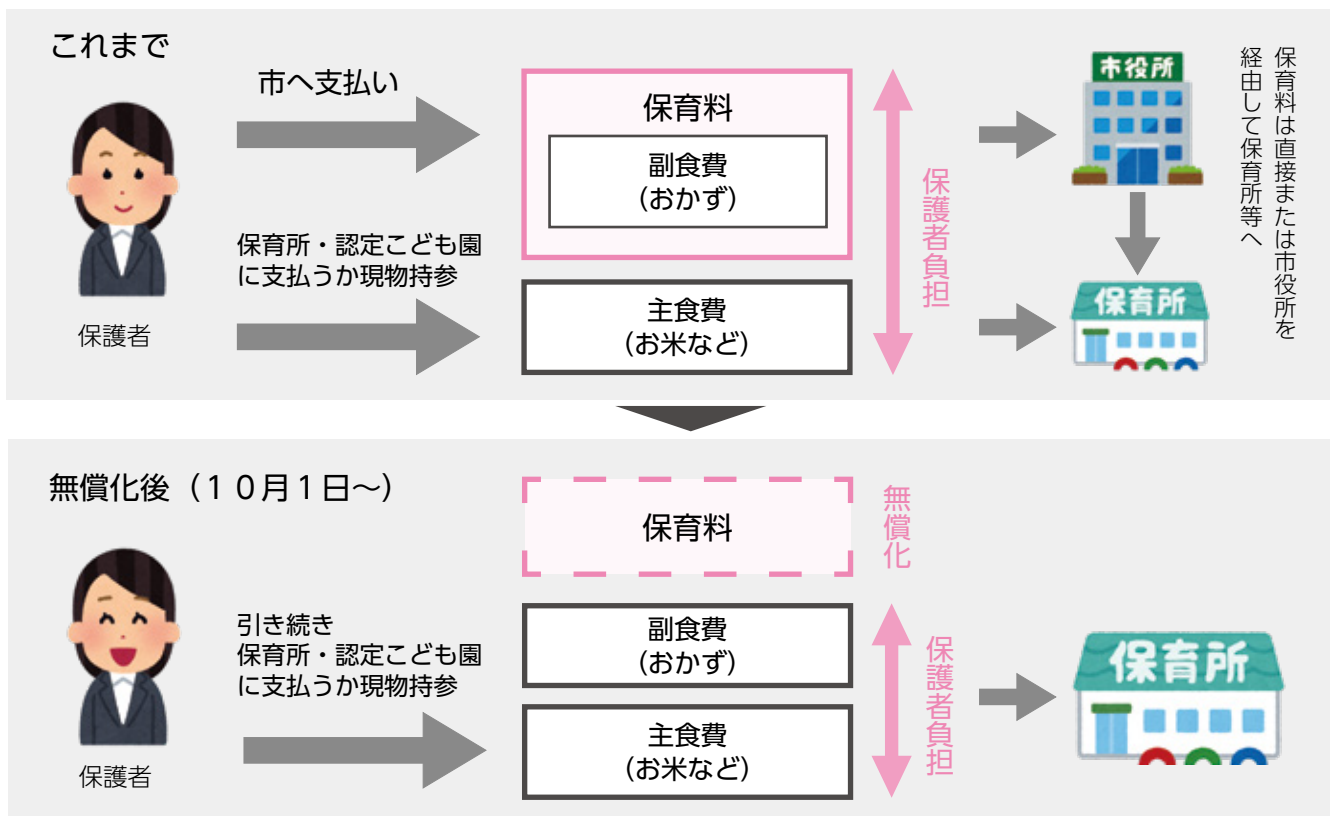 これまで
市へ支払い
保育料
副食費
（おかず）
保育所・認定こども園
に支払うか現物持参
主食費
（お米など）
保護者
保護者負担
市役所
保育所
保育料は直接または市役所を
経由して保育所等へ
無償化後（１０月１日～）
保育料
無償化
引き続き
保育所・認定こども園
に支払うか現物持参
副食費
（おかず）
主食費
（お米など）
保護者
保護者負担
保育所